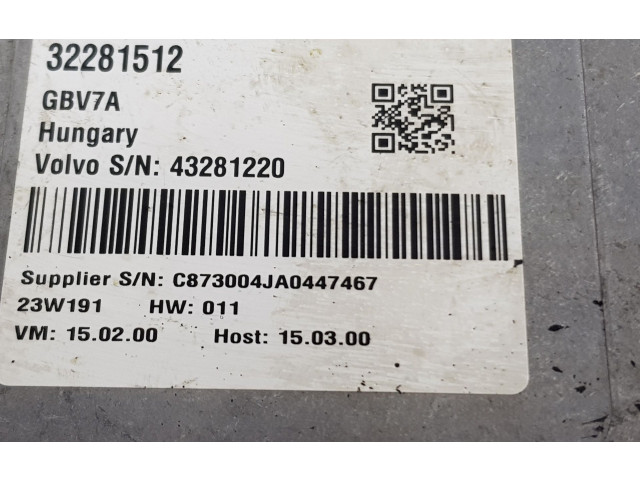 32281512
GBV7A
Hungary
Volvo S/N: 43281220
Supplier S/N: C873004JA0447467
23W191 HW: 011
VM: 15.02.00 Host: 15.03.00